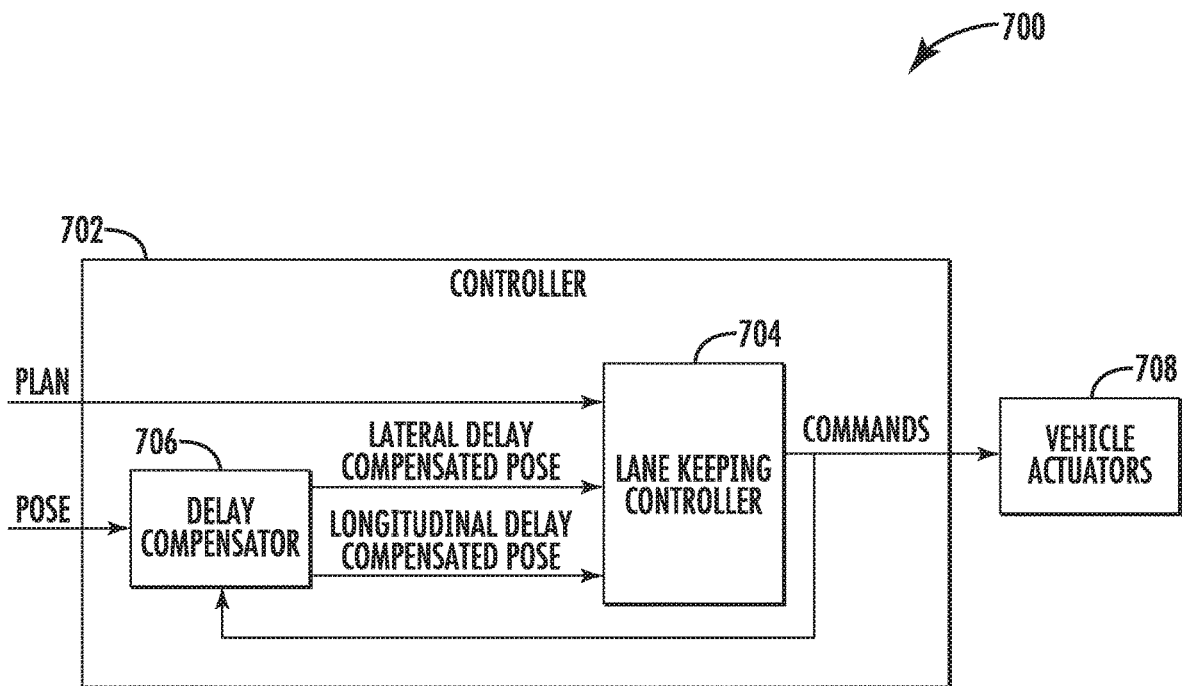 700
702
CONTROLLER
704
PLAN
708
706
LATERAL DELAY
COMPENSATED POSE
COMMANDS
VEHICLE
ACTUATORS
LANE KEEPING
CONTROLLER
POSE
DELAY
COMPENSATOR
LONGITUDINAL DELAY
COMPENSATED POSE